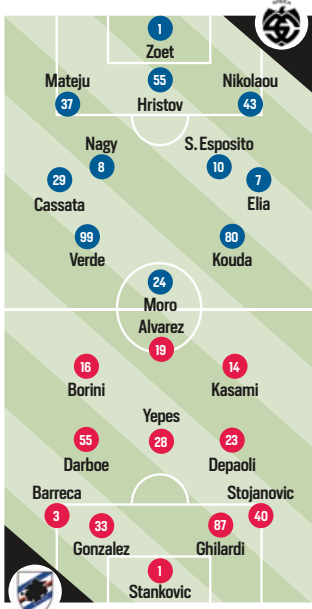 SPEZIA
1
Zoet
Mateju
55
Nikolaou
37
Hristov
43
Nagy
S. Esposito
8
10
29
7
Cassata
Elia
99
80
Verde
Kouda
24
Moro
Alvarez
19
16
14
Borini
Kasami
Yepes
55
28
23
Darboe
Depaoli
Barreca
Stojanovic
3
33
87
40
Gonzalez
Ghilardi
1
Stankovic